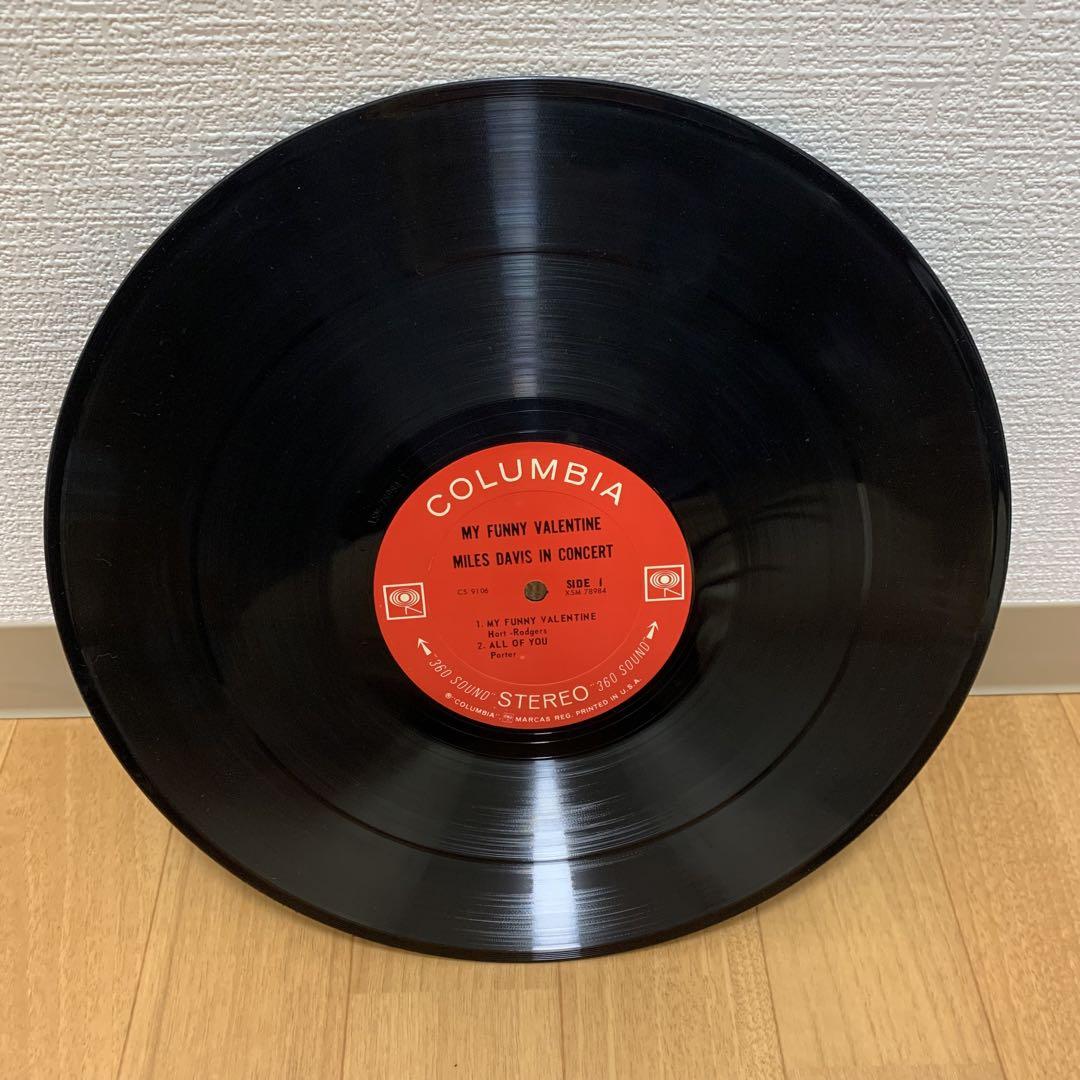 COLUMBIA
MY FUNNY VALENTINE
MILES DAVIS IN CONCERT
CS 9106
SIDE 1
XSM 78984
1. MY FUNNY VALENTINE
Hart -Rodgers
2. ALL OF YOU
Porter
"360 SOUND" STEREO "360 SOUND"
® "COLUMBIA", MARCAS REG. PRINTED IN U.S.A.